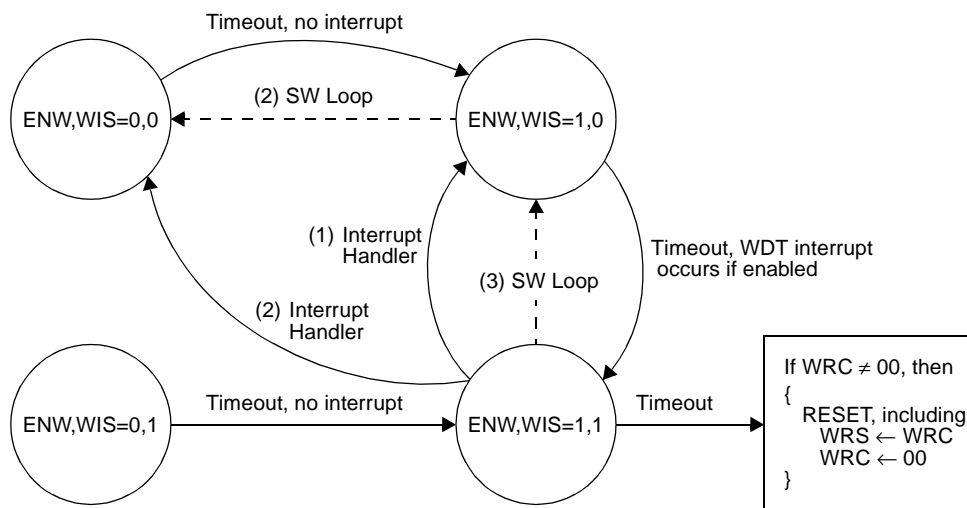 Timeout, no interrupt
ENW,WIS=0,0
(2) SW Loop
ENW,WIS=1,0
(1) Interrupt
Handler
(3) SW Loop
Timeout, WDT interrupt
occurs if enabled
(2) Interrupt
Handler
ENW,WIS=0,1
Timeout, no interrupt
ENW,WIS=1,1
Timeout
If WRC ≠ 00, then
{
RESET, including
WRS ← WRC
WRC ← 00
}